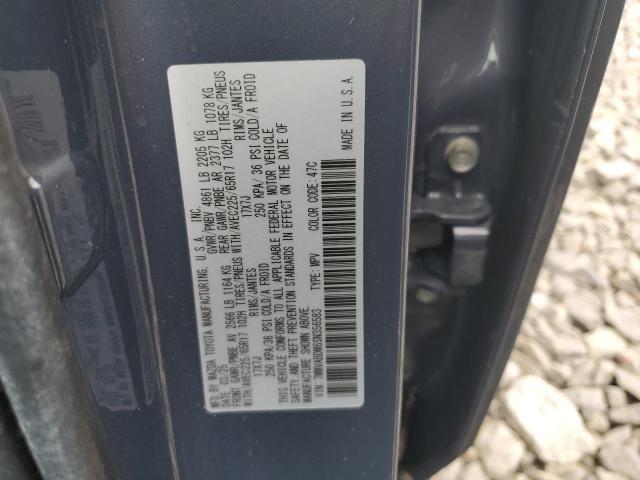 MFD. BY MAZDA TOYOTA MANUFACTURING, U.S.A., INC.
DATE: 03/25 GVWR/PNBV 4861 LB 2205 KG
FRONT GAWR/PNBE AV 2566 LB 1164 KG REAR GAWR/PNBE AR 2377 LB 1078 KG
WITH/AVEC225/65R17 102H TIRES/PNEUS WITH/AVEC225/65R17 102H TIRES/PNEUS
17X7J RIMS/JANTES 17X7J RIMS/JANTES
250 KPA/36 PSI COLD/A FROID 250 KPA/ 36 PSI COLD/A FROID
THIS VEHICLE CONFORMS TO ALL APPLICABLE FEDERAL MOTOR VEHICLE
SAFETY AND THEFT PREVENTION STANDARDS IN EFFECT ON THE DATE OF
MANUFACTURE SHOWN ABOVE.
VIN: TYPE: MPV COLOR CODE: 47C MADE IN U.S.A.